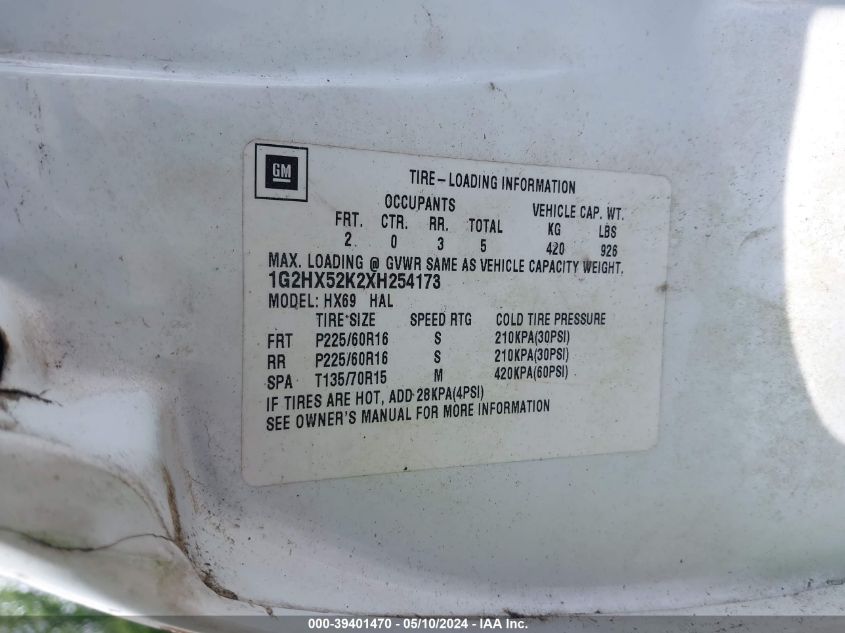 GM
TIRE-LOADING INFORMATION
OCCUPANTS VEHICLE CAP. WT.
FRT. CTR. RR. TOTAL KG LBS
2 0 3 5 420 926
MAX. LOADING @ GVWR SAME AS VEHICLE CAPACITY WEIGHT.
1G2HX52K2XH254173
MODEL: HX69 HAL
TIRE SIZE SPEED RTG COLD TIRE PRESSURE
FRT P225/60R16 S 210KPA(30PSI)
RR P225/60R16 S 210KPA(30PSI)
SPA T135/70R15 M 420KPA(60PSI)
IF TIRES ARE HOT, ADD 28KPA(4PSI)
SEE OWNER'S MANUAL FOR MORE INFORMATION
000-39401470 - 05/10/2024 - IAA Inc.